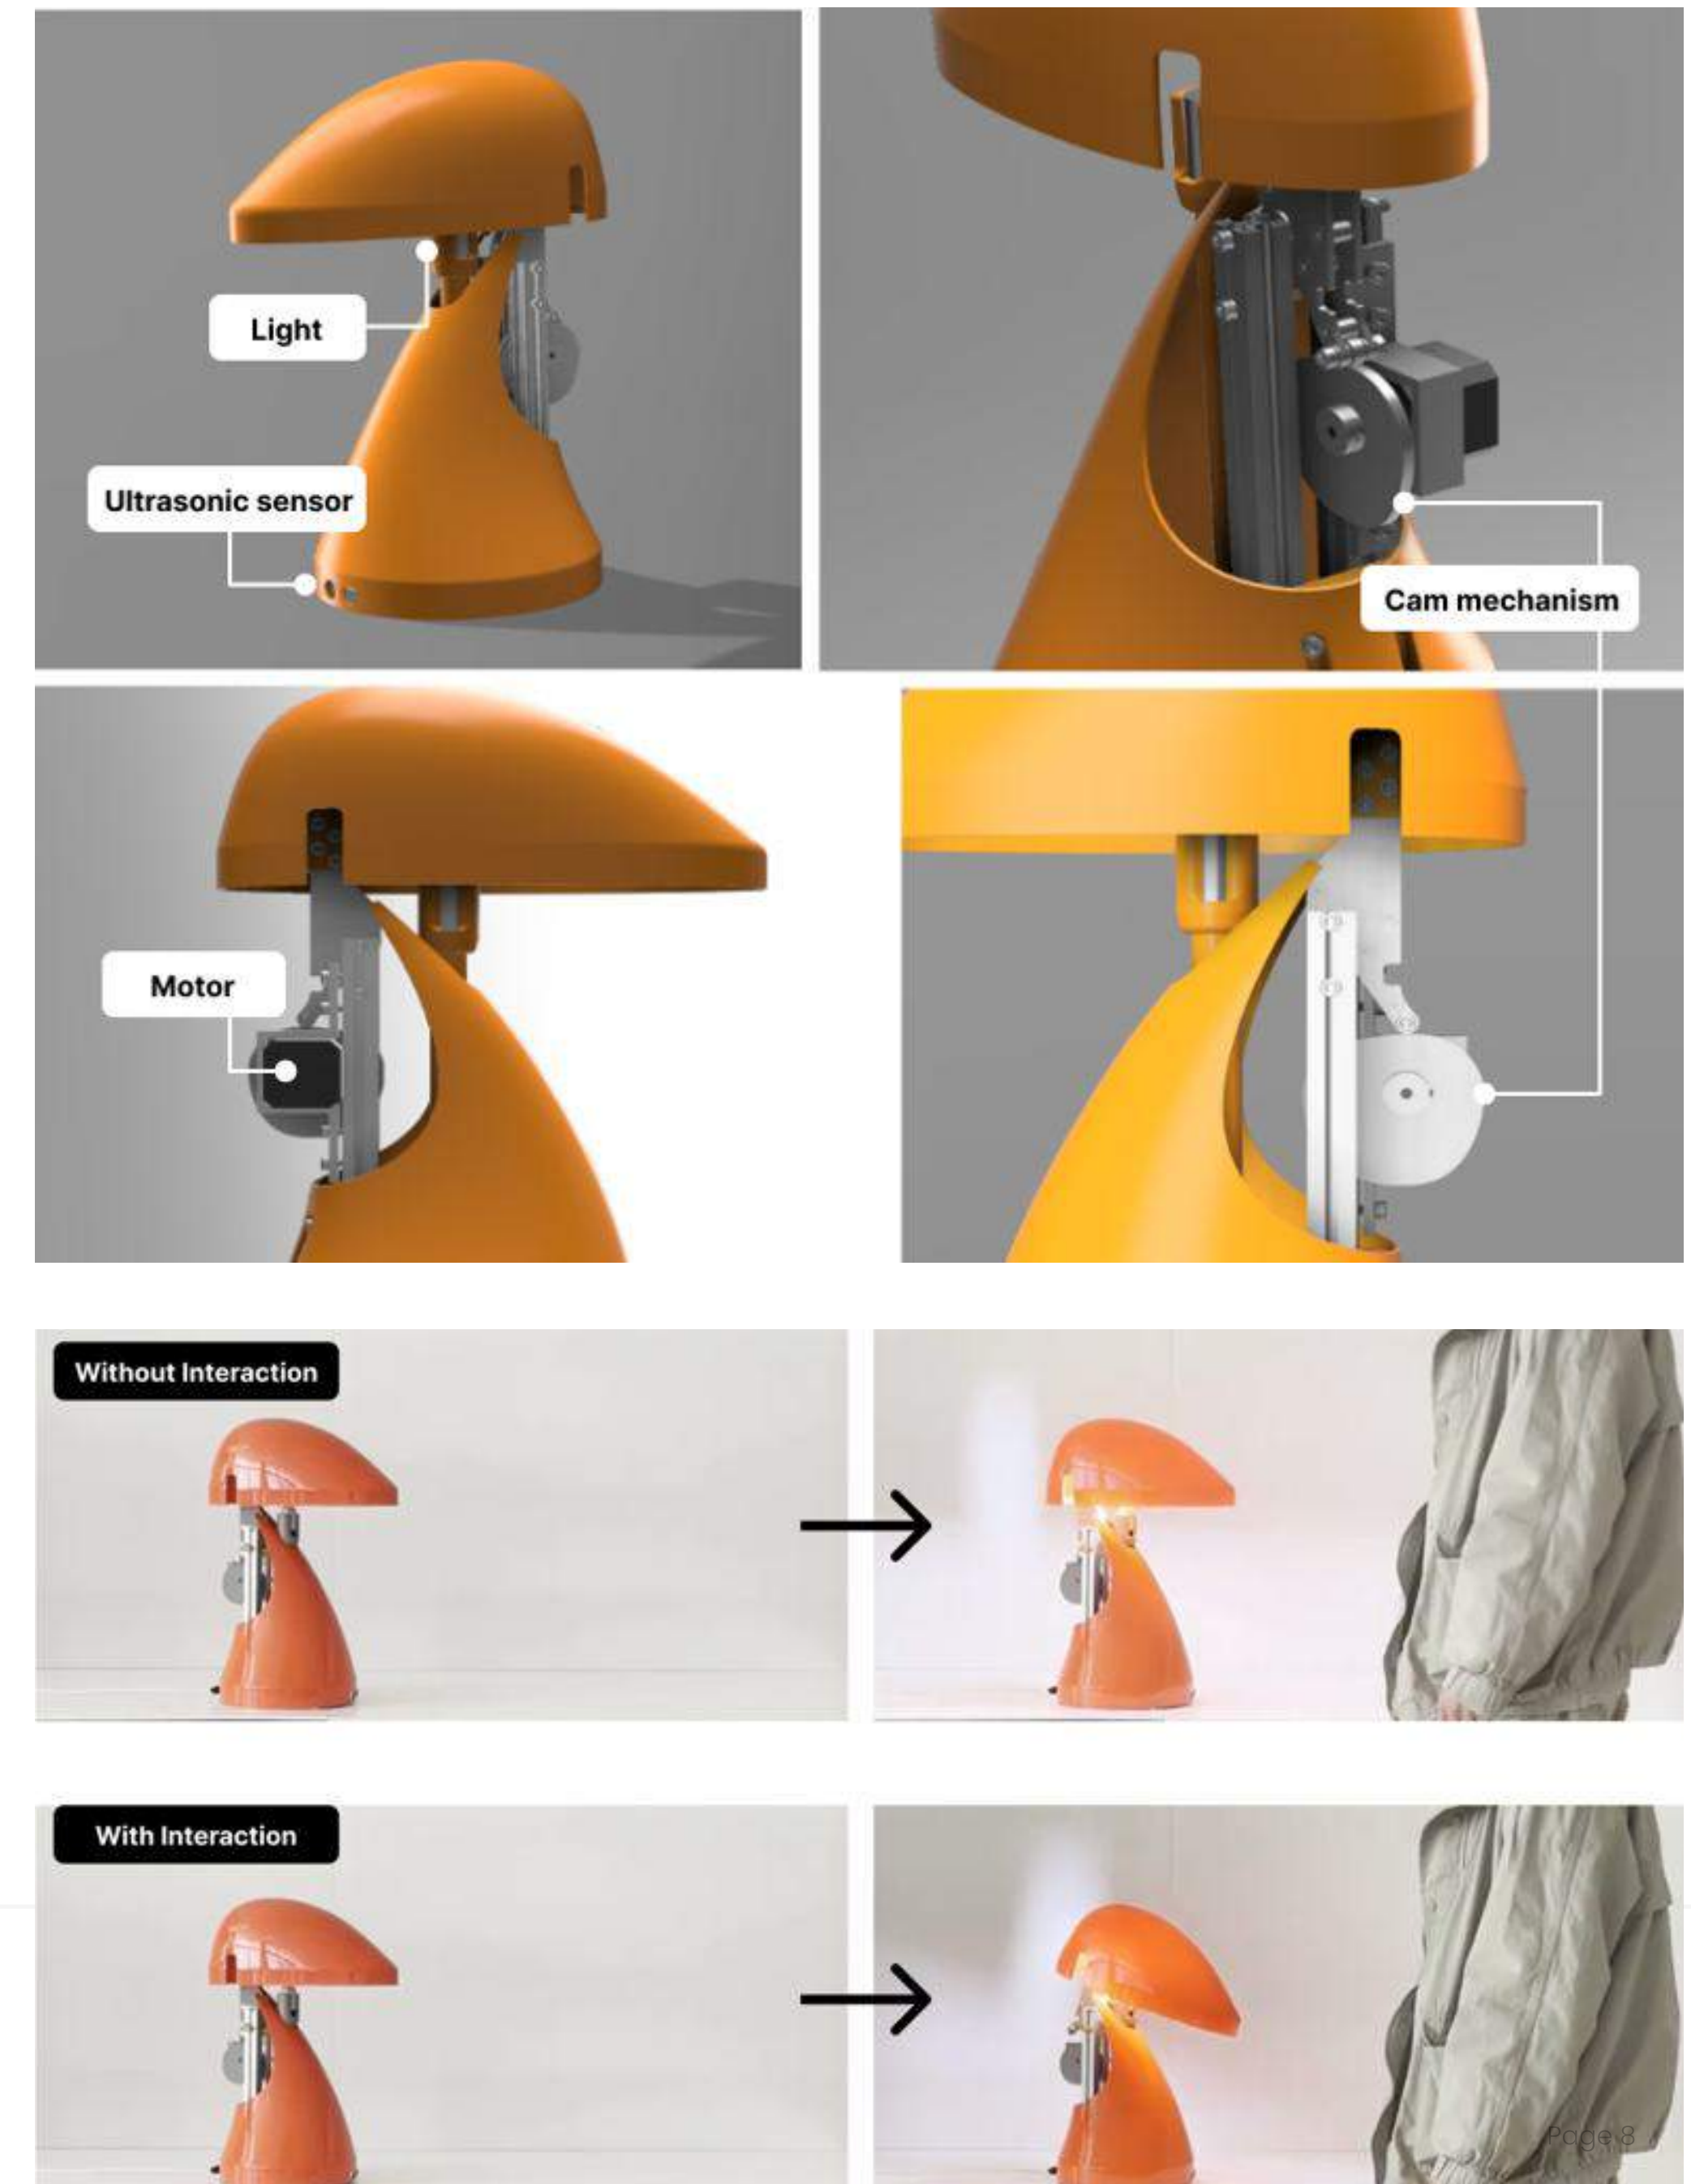 Light
Ultrasonic sensor
Cam mechanism
Motor
Without Interaction
With Interaction
Page 8